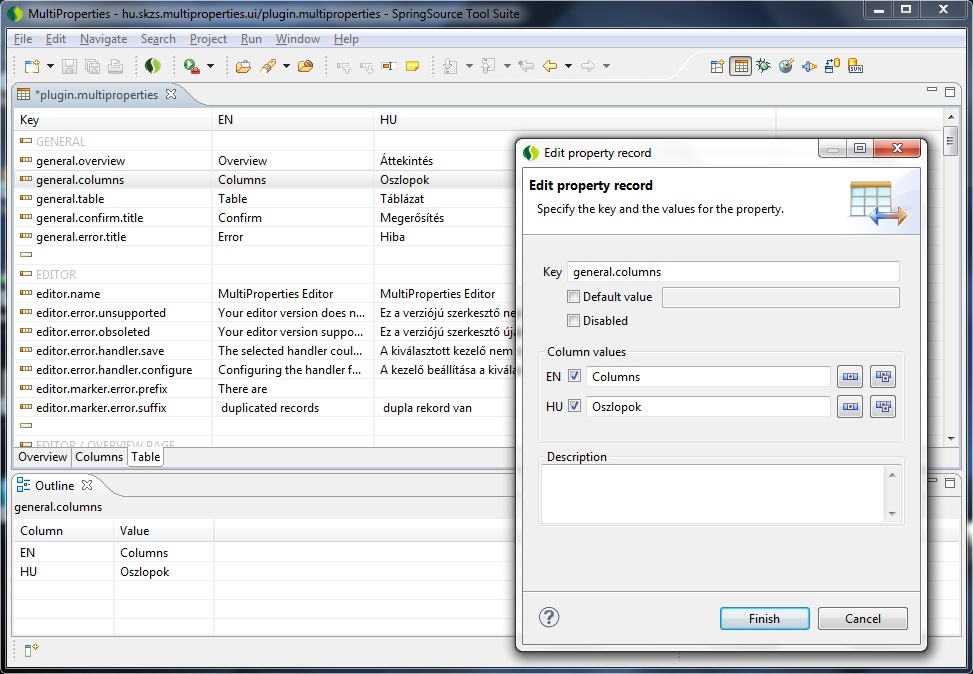 MultiProperties - hu.skzs.multiproperties.ui/plugin.multiproperties - SpringSource Tool Suite
File Edit Navigate Search Project Run Window Help
*plugin.multiproperties
Key EN HU
GENERAL
general.overview Overview Áttekintés
general.columns Columns Oszlopok
general.table Table Táblázat
general.confirm.title Confirm Megerősítés
general.error.title Error Hiba
EDITOR
editor.name MultiProperties Editor MultiProperties Editor
editor.error.unsupported Your editor version does n... Ez a verziójú szerkesztő ne
editor.error.obsoleted Your editor version suppo... Ez a verziójú szerkesztő úja
editor.error.handler.save The selected handler coul... A kiválasztott kezelő nem
editor.error.handler.configure Configuring the handler f... A kezelő beállítása a kivála
editor.marker.error.prefix There are
editor.marker.error.suffix duplicated records dupla rekord van
EDITOR / OVERVIEW PAGE
Overview Columns Table
Outline
general.columns
Column Value
EN Columns
HU Oszlopok
Edit property record
Edit property record
Specify the key and the values for the property.
Key general.columns
Default value
Disabled
Column values
EN Columns
HU Oszlopok
Description
Finish Cancel